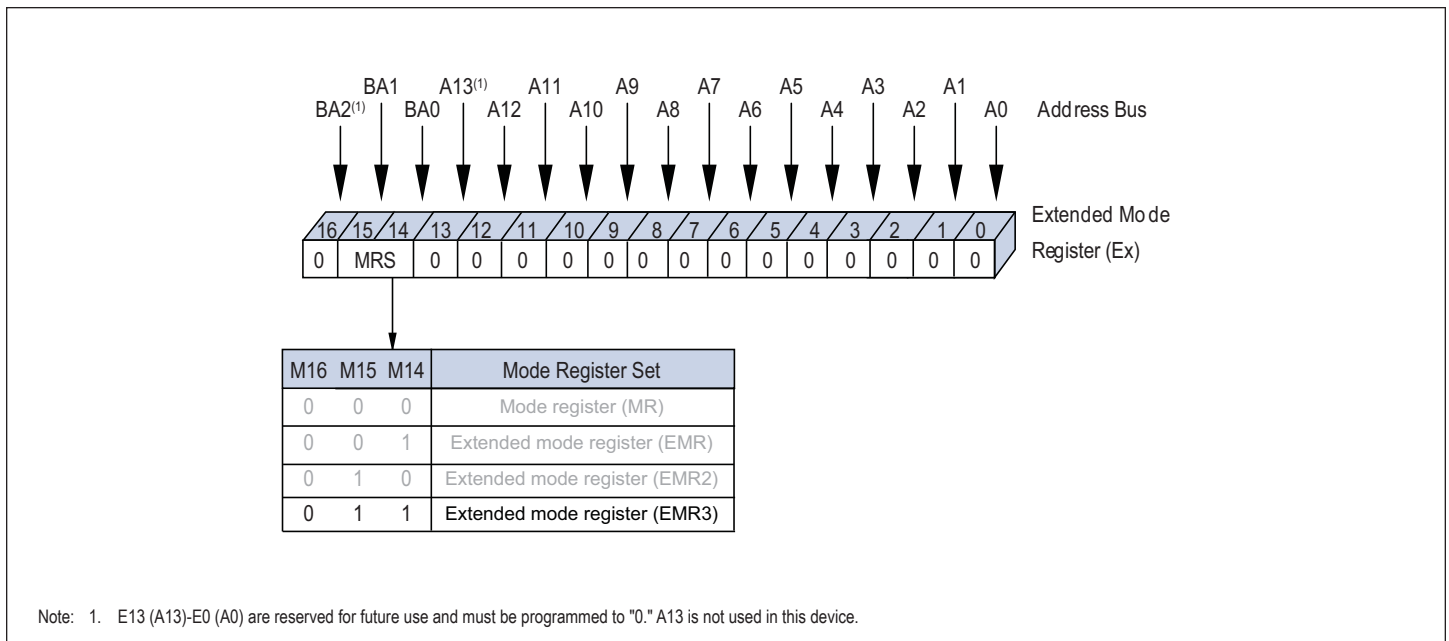 BA1 A13(1) A11 A9 A7 A5 A3 A1
BA2(1) BA0 A12 A10 A8 A6 A4 A2 A0 Address Bus
16 15 14 13 12 11 10 9 8 7 6 5 4 3 2 1 0 Extended Mode
0 MRS 0 0 0 0 0 0 0 0 0 0 0 0 0 0 Register (Ex)
M16 M15 M14 Mode Register Set
0 0 0 Mode register (MR)
0 0 1 Extended mode register (EMR)
0 1 0 Extended mode register (EMR2)
0 1 1 Extended mode register (EMR3)
Note: 1. E13 (A13)-E0 (A0) are reserved for future use and must be programmed to "0." A13 is not used in this device.